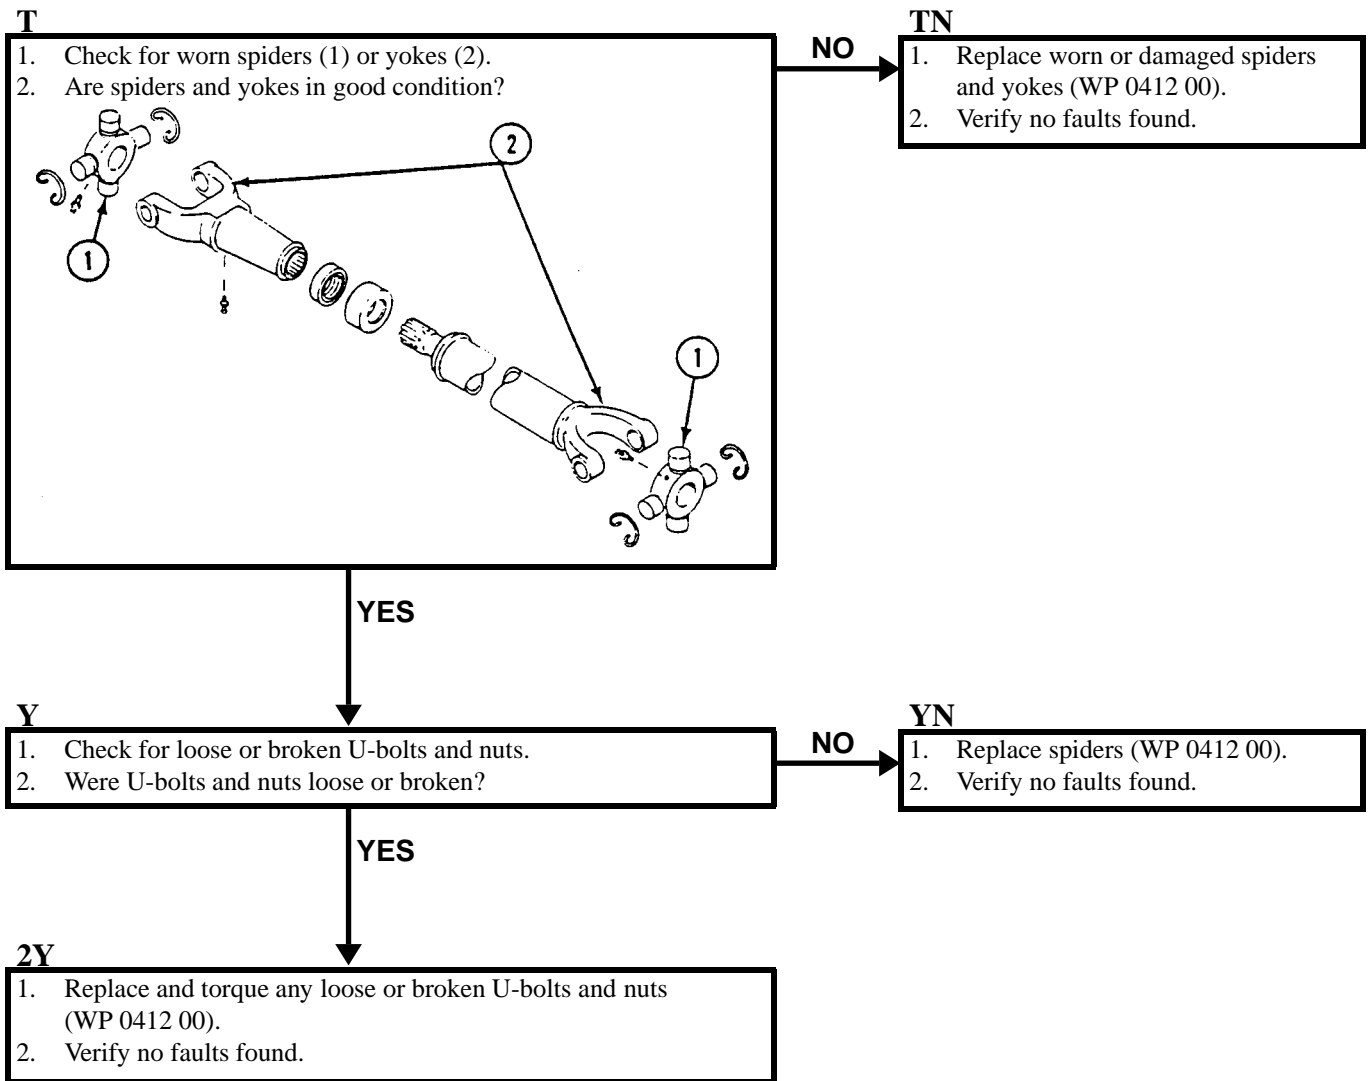 T
1. Check for worn spiders (1) or yokes (2).
2. Are spiders and yokes in good condition?
NO
TN
1. Replace worn or damaged spiders
and yokes (WP 0412 00).
2. Verify no faults found.
2
1
1
YES
Y
1. Check for loose or broken U-bolts and nuts.
2. Were U-bolts and nuts loose or broken?
NO
YN
1. Replace spiders (WP 0412 00).
2. Verify no faults found.
YES
2Y
1. Replace and torque any loose or broken U-bolts and nuts
(WP 0412 00).
2. Verify no faults found.